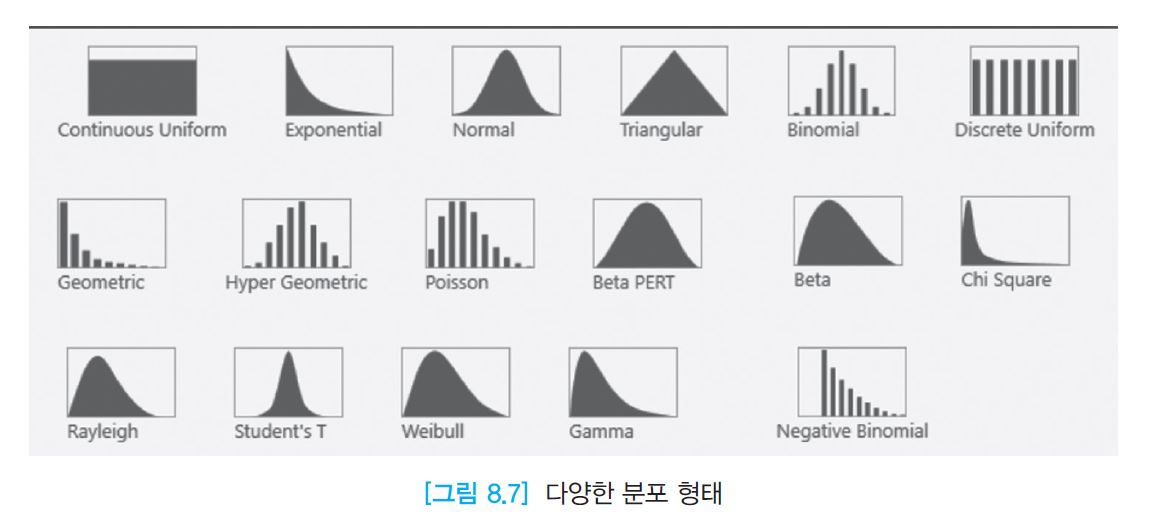 Continuous Uniform
Exponential
Normal
Triangular
Binomial
Discrete Uniform
Geometric
Hyper Geometric
Poisson
Beta PERT
Beta
Chi Square
Rayleigh
Student's T
Weibull
Gamma
Negative Binomial
[그림 8.7] 다양한 분포 형태